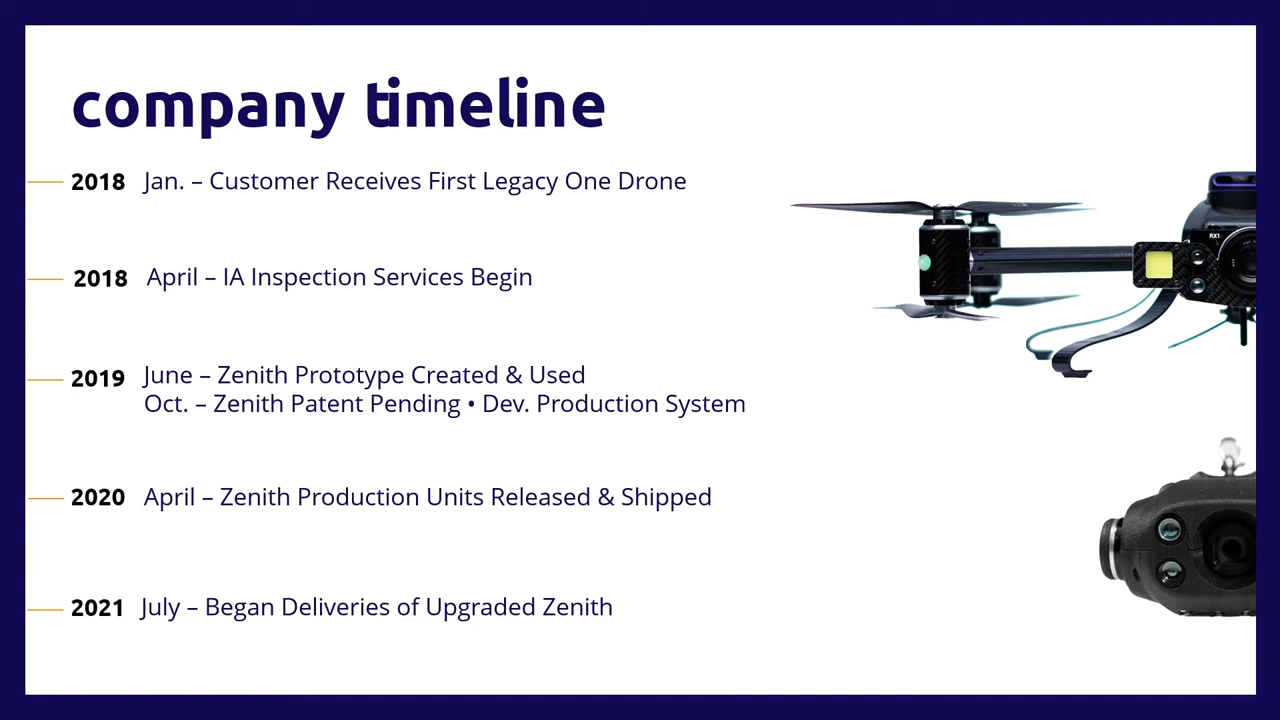 company timeline
2018 Jan. – Customer Receives First Legacy One Drone
2018 April – IA Inspection Services Begin
2019 June – Zenith Prototype Created & Used
Oct. – Zenith Patent Pending • Dev. Production System
2020 April – Zenith Production Units Released & Shipped
2021 July – Began Deliveries of Upgraded Zenith
RX1